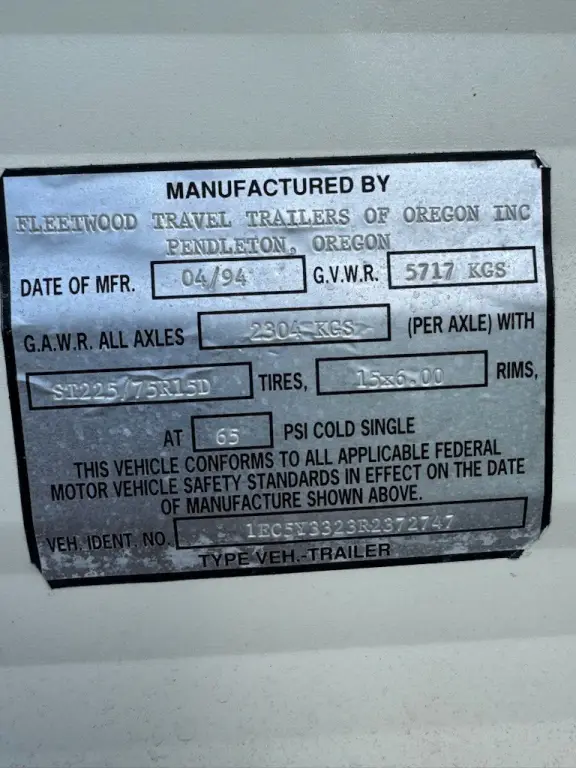 MANUFACTURED BY
FLEETWOOD TRAVEL TRAILERS OF OREGON INC
PENDLETON, OREGON
DATE OF MFR. 04/94 G.V.W.R. 5717 KGS
G.A.W.R. ALL AXLES 2304 KGS (PER AXLE) WITH
ST225/75R15D TIRES, 15x6.00 RIMS,
AT 65 PSI COLD SINGLE
THIS VEHICLE CONFORMS TO ALL APPLICABLE FEDERAL
MOTOR VEHICLE SAFETY STANDARDS IN EFFECT ON THE DATE
OF MANUFACTURE SHOWN ABOVE.
VEH. IDENT. NO. 1EC5Y3323R2372747
TYPE VEH.-TRAILER